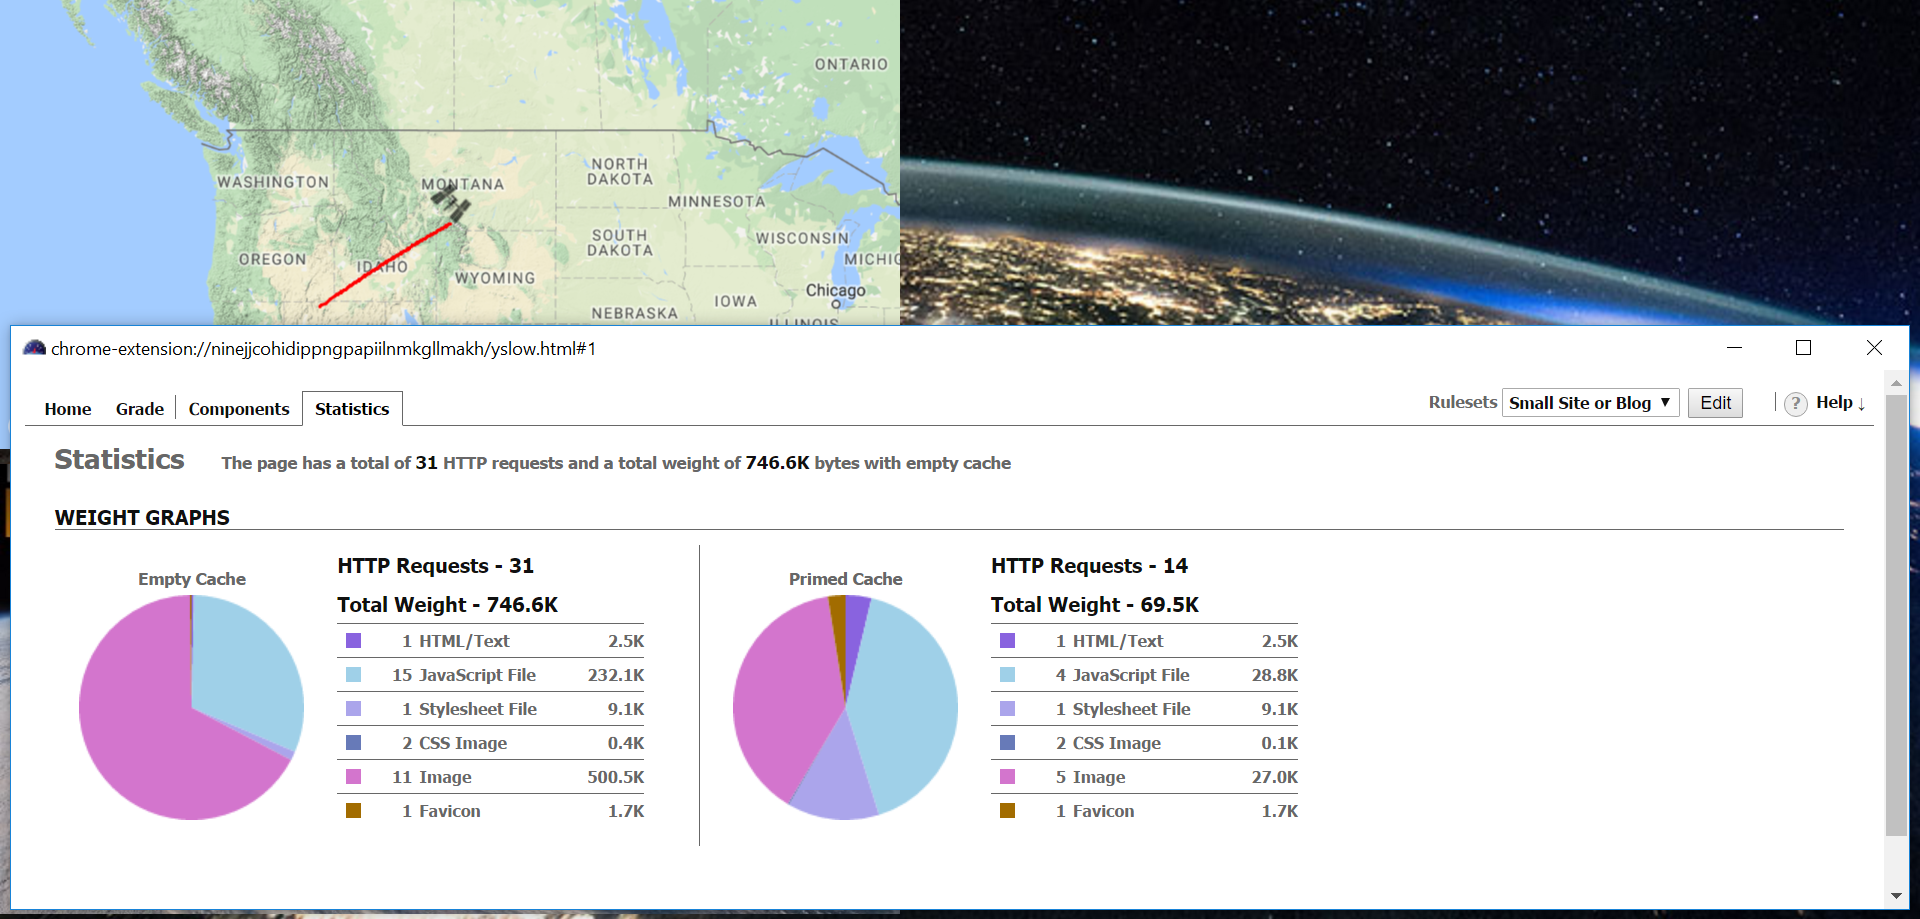 ONTARIO
WASHINGTON
MONTANA
NORTH
DAKOTA
MINNESOTA
SOUTH
DAKOTA
WISCONSIN
OREGON
IDAHO
WYOMING
MICHIC
Chicago
IOWA
NEBRASKA
ILLINOIS
chrome-extension://ninejjcohidippngpapiilnmkgllmakh/yslow.html#1
Home Grade Components Statistics Rulesets Small Site or Blog ▼ Edit ? Help ↓
Statistics The page has a total of 31 HTTP requests and a total weight of 746.6K bytes with empty cache
WEIGHT GRAPHS
Empty Cache
HTTP Requests - 31
Total Weight - 746.6K
1 HTML/Text 2.5K
15 JavaScript File 232.1K
1 Stylesheet File 9.1K
2 CSS Image 0.4K
11 Image 500.5K
1 Favicon 1.7K
Primed Cache
HTTP Requests - 14
Total Weight - 69.5K
1 HTML/Text 2.5K
4 JavaScript File 28.8K
1 Stylesheet File 9.1K
2 CSS Image 0.1K
5 Image 27.0K
1 Favicon 1.7K